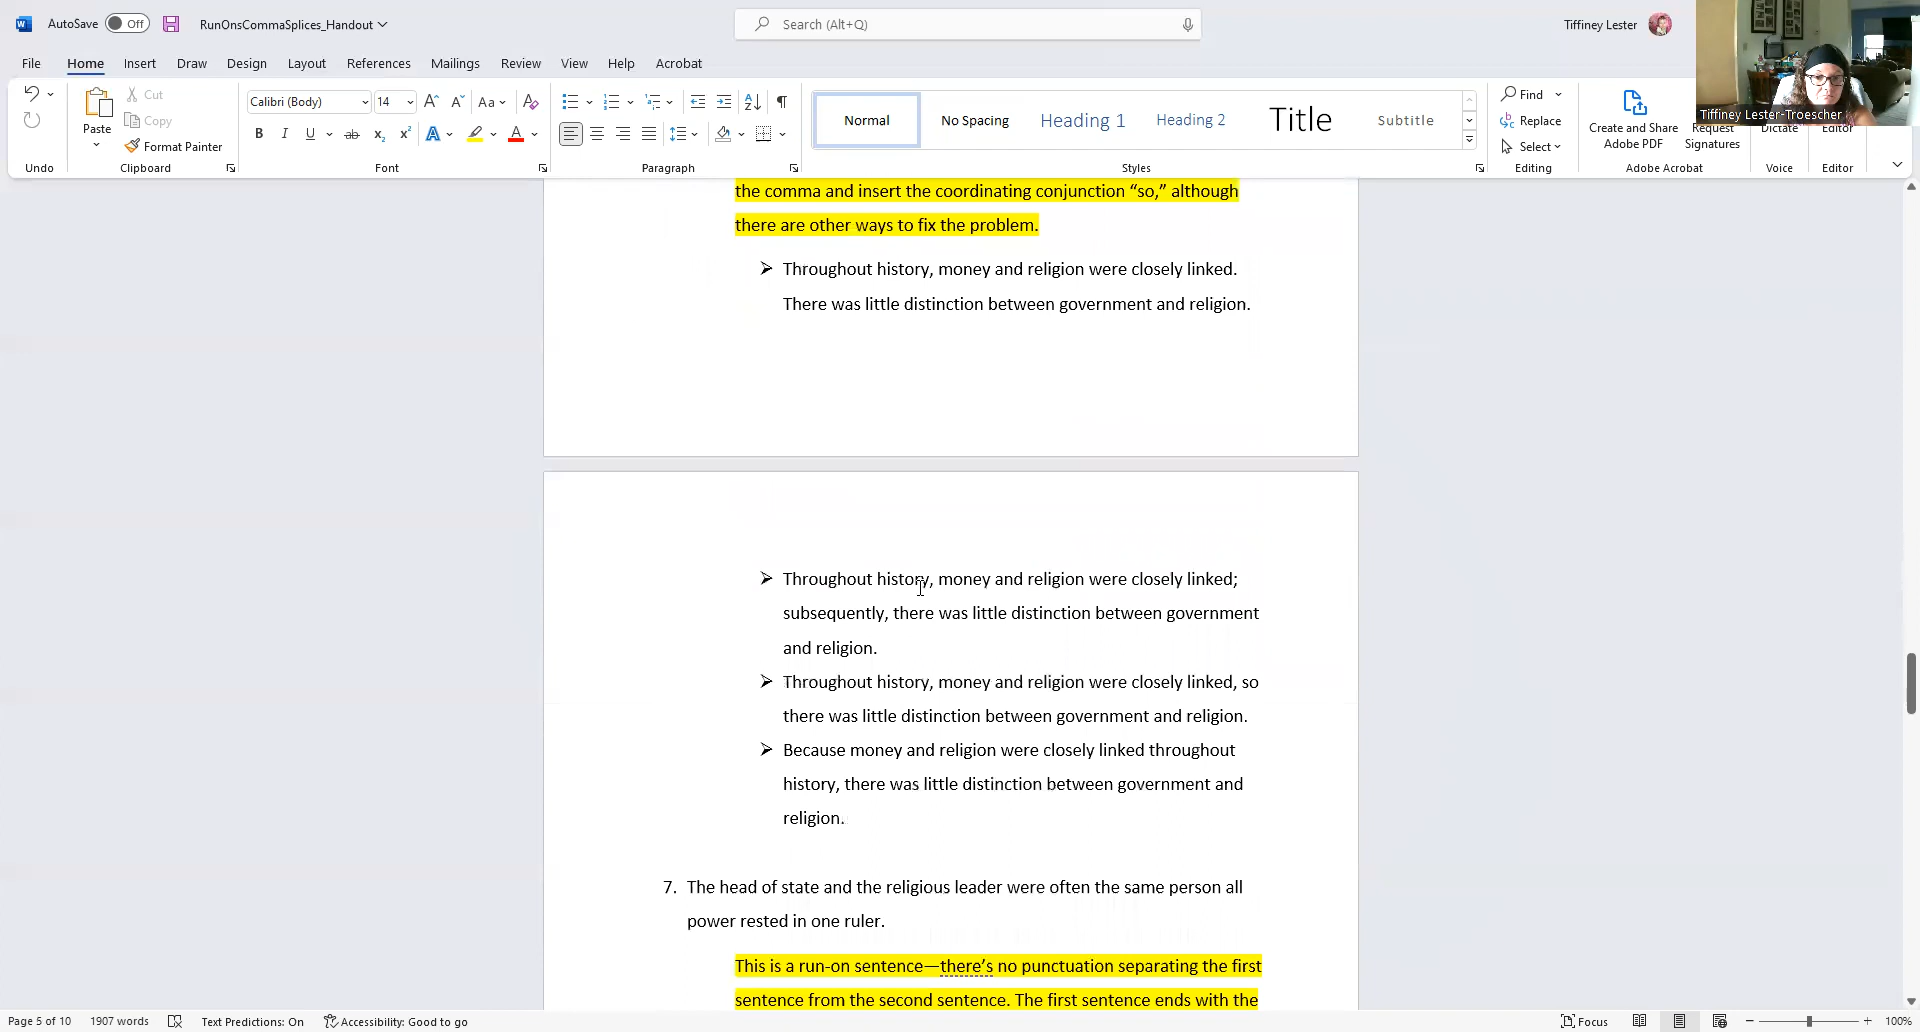 AutoSave Off RunOnsCommaSplices_Handout Search (Alt+Q) Tiffiney Lester
File Home Insert Draw Design Layout References Mailings Review View Help Acrobat
Paste Cut Copy Format Painter
Calibri (Body) 14 A A Aa A
B I U ab x₂ x² A A
Normal No Spacing Heading 1 Heading 2 Title Subtitle
Find Replace Select
Create and Share Adobe PDF Request Signatures Dictate Editor
Tiffiney Lester-Troescher
Undo Clipboard Font Paragraph Styles Editing Adobe Acrobat Voice Editor
the comma and insert the coordinating conjunction “so,” although
there are other ways to fix the problem.
Throughout history, money and religion were closely linked.
There was little distinction between government and religion.
Throughout history, money and religion were closely linked;
subsequently, there was little distinction between government
and religion.
Throughout history, money and religion were closely linked, so
there was little distinction between government and religion.
Because money and religion were closely linked throughout
history, there was little distinction between government and
religion.
7. The head of state and the religious leader were often the same person all
power rested in one ruler.
This is a run-on sentence—there’s no punctuation separating the first
sentence from the second sentence. The first sentence ends with the
Page 5 of 10 1907 words Text Predictions: On Accessibility: Good to go Focus 100%